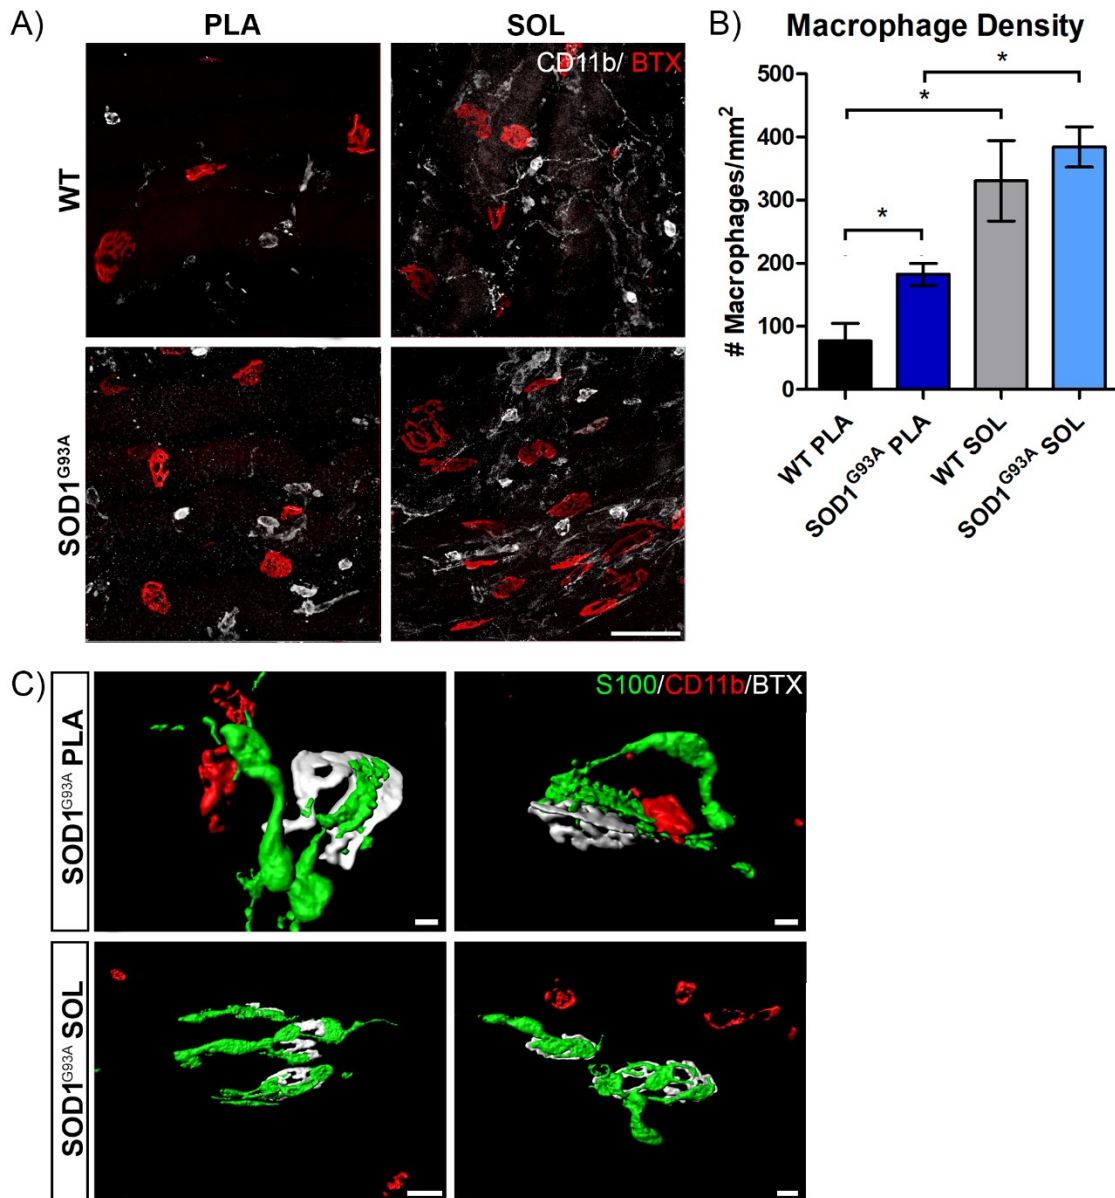 A)
PLA
SOL
CD11b/ BTX
WT
SOD1G93A
B)
Macrophage Density
# Macrophages/mm2
500
400
300
200
100
0
*
*
*
WT PLA
SOD1G93A PLA
WT SOL
SOD1G93A SOL
C)
S100/CD11b/BTX
SOD1G93A PLA
SOD1G93A SOL